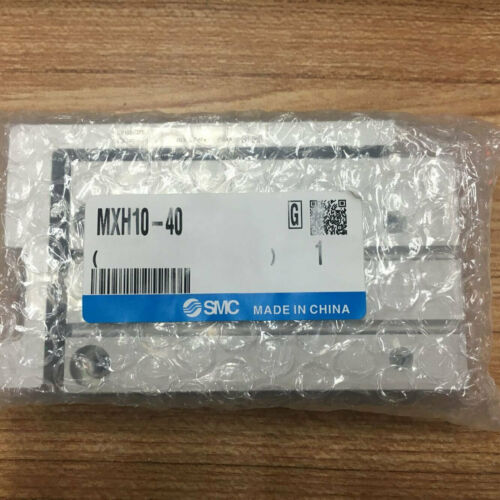 MXH10-40
G
( ) 1
SMC MADE IN CHINA